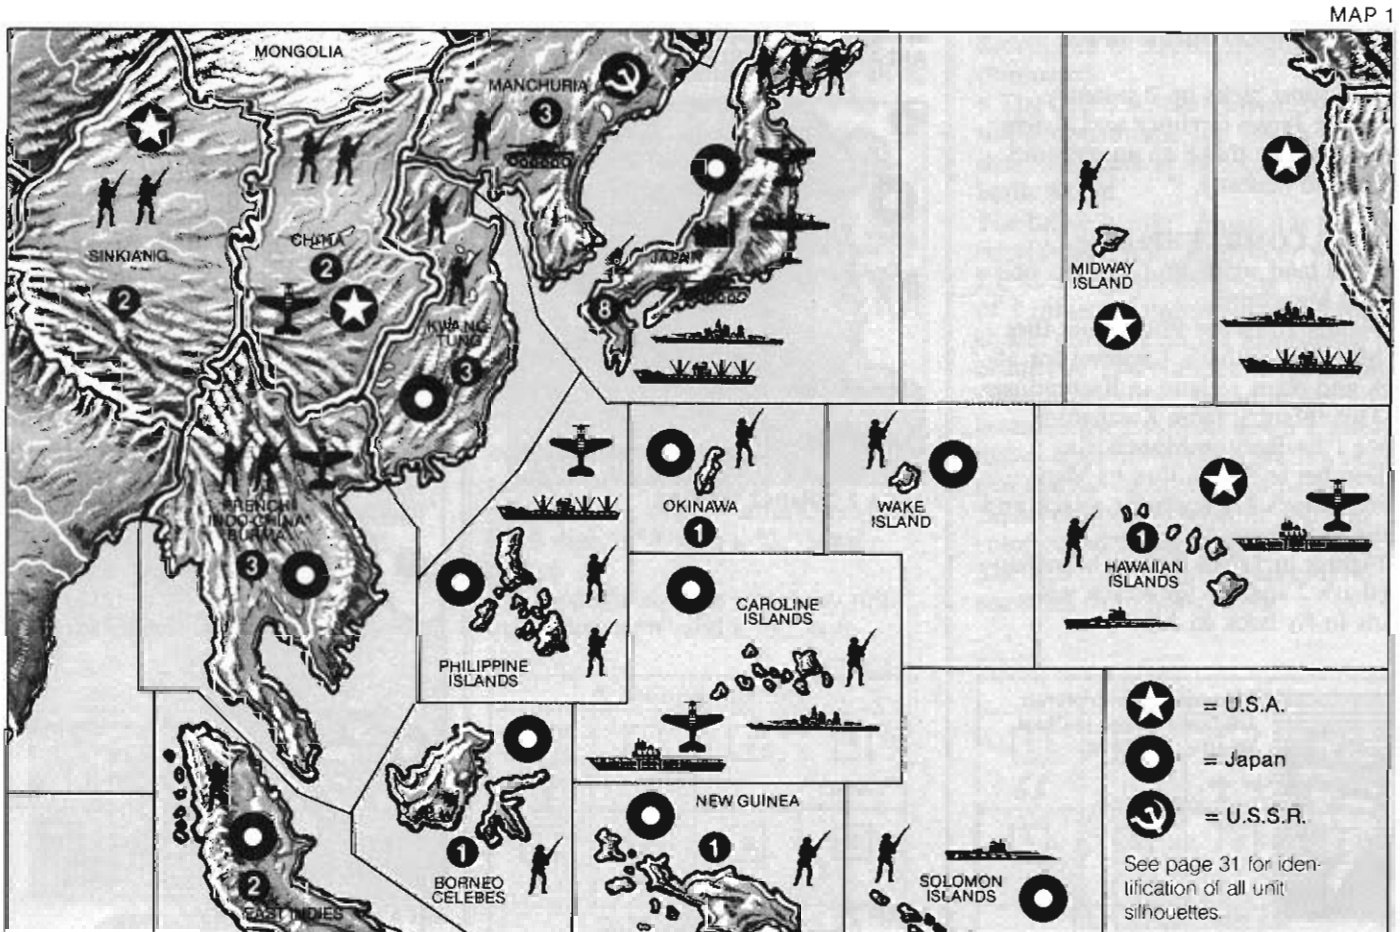 MAP 1
MONGOLIA
MANCHURIA
3
SINKIANG
2
CHINA
2
JAPAN
8
KWANG-
TUNG
3
MIDWAY
ISLAND
OKINAWA
1
WAKE
ISLAND
1
HAWAIIAN
ISLANDS
FRENCH
INDO-CHINA
BURMA
3
PHILIPPINE
ISLANDS
CAROLINE
ISLANDS
1
BORNEO
CELEBES
NEW GUINEA
1
SOLOMON
ISLANDS
2
EAST INDIES
= U.S.A.
= Japan
= U.S.S.R.
See page 31 for iden-
tification of all unit
silhouettes.